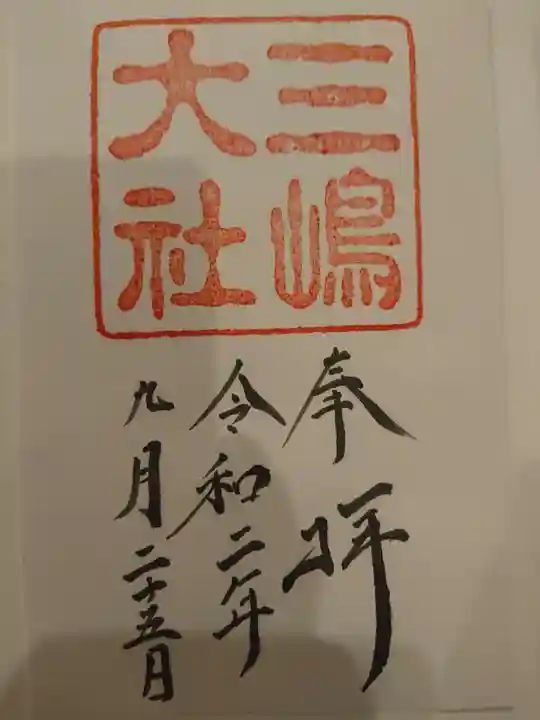 三嶋
大社
奉拝
令和二年
九月二十五日